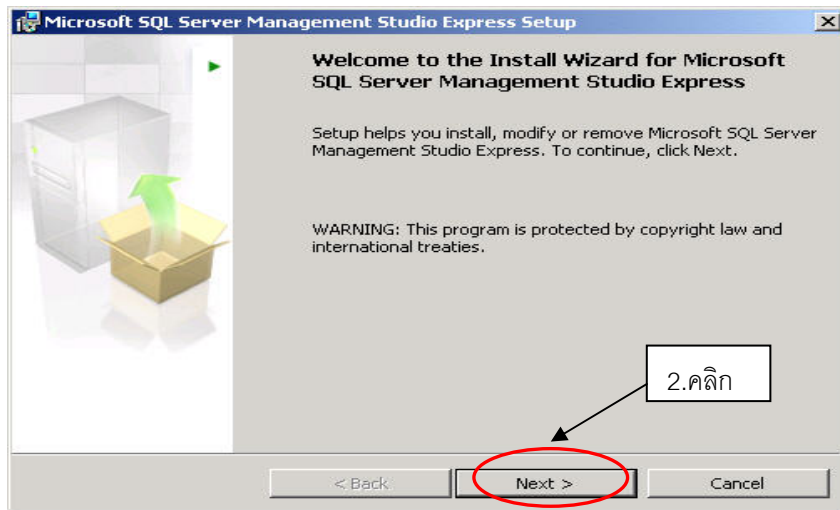 Microsoft SQL Server Management Studio Express Setup
Welcome to the Install Wizard for Microsoft
SQL Server Management Studio Express
Setup helps you install, modify or remove Microsoft SQL Server
Management Studio Express. To continue, click Next.
WARNING: This program is protected by copyright law and
international treaties.
2.คลิก
< Back
Next >
Cancel